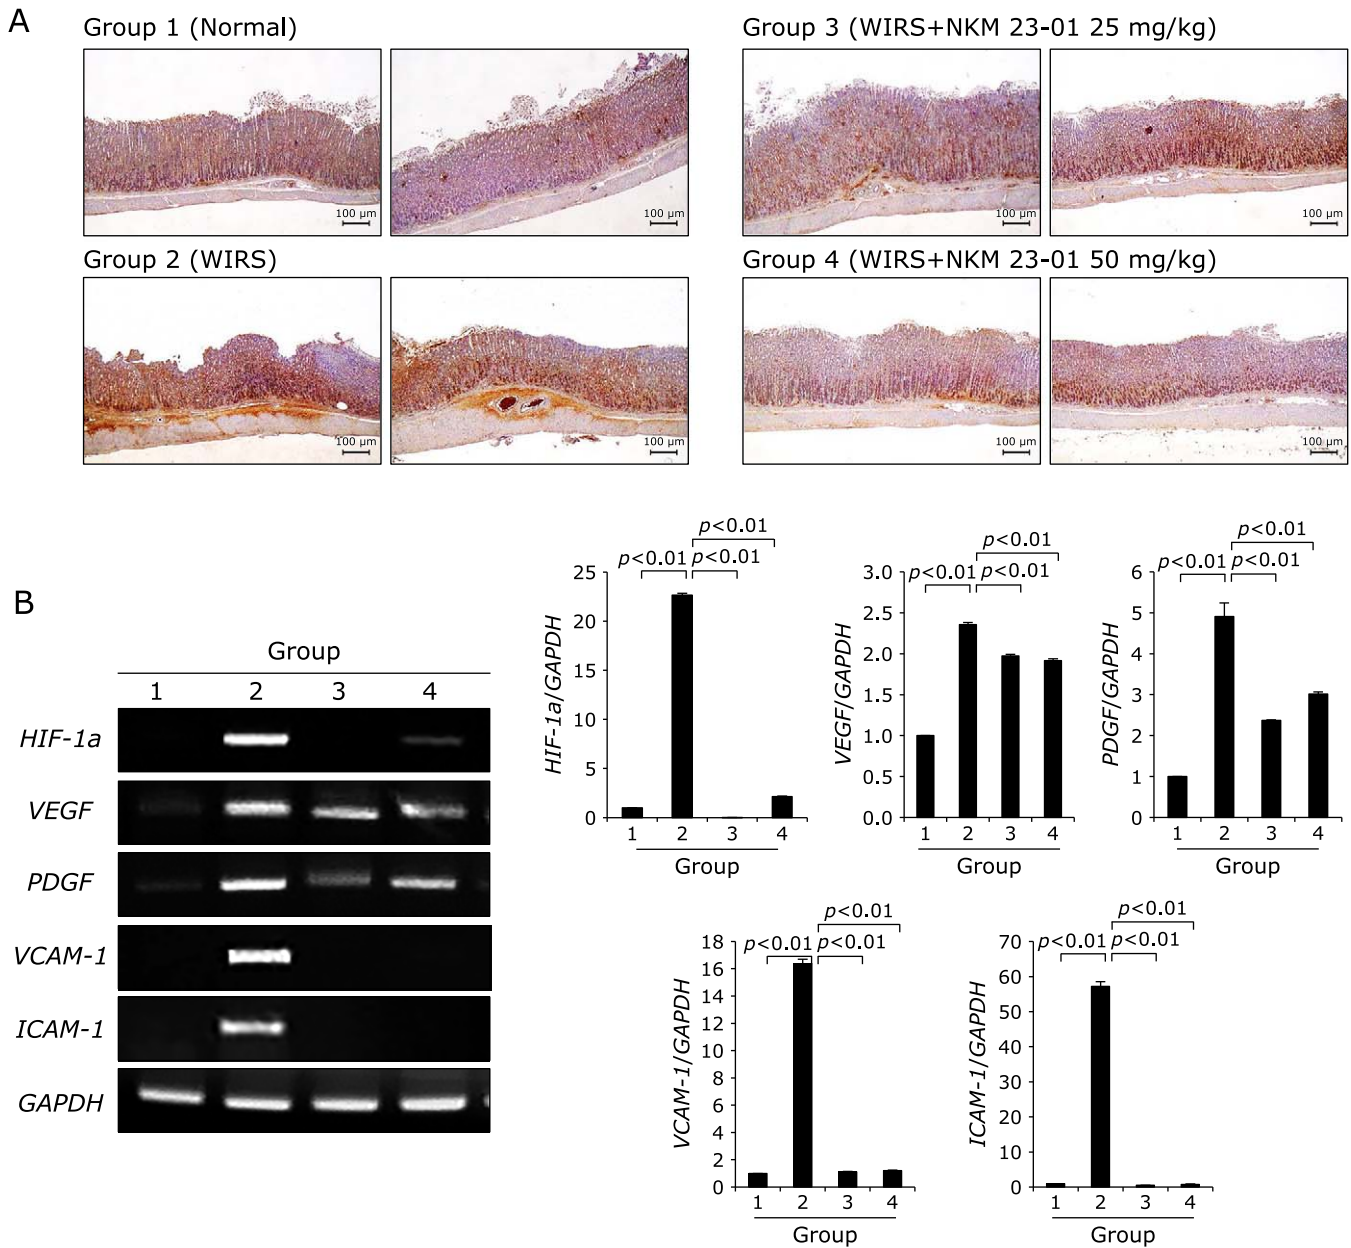 A
Group 1 (Normal)
Group 3 (WIRS+NKM 23-01 25 mg/kg)
100 µm
100 µm
100 µm
100 µm
Group 2 (WIRS)
Group 4 (WIRS+NKM 23-01 50 mg/kg)
100 µm
100 µm
100 µm
100 µm
B
Group
1 2 3 4
HIF-1a
VEGF
PDGF
VCAM-1
ICAM-1
GAPDH
p<0.01
p<0.01 p<0.01
HIF-1a/GAPDH
25
20
15
10
5
0
1 2 3 4
Group
p<0.01
p<0.01 p<0.01
VEGF/GAPDH
3.0
2.5
2.0
1.5
1.0
0.5
0.0
1 2 3 4
Group
p<0.01
p<0.01 p<0.01
PDGF/GAPDH
6
5
4
3
2
1
0
1 2 3 4
Group
p<0.01
p<0.01 p<0.01
VCAM-1/GAPDH
18
16
14
12
10
8
6
4
2
0
1 2 3 4
Group
p<0.01
p<0.01 p<0.01
ICAM-1/GAPDH
70
60
50
40
30
20
10
0
1 2 3 4
Group